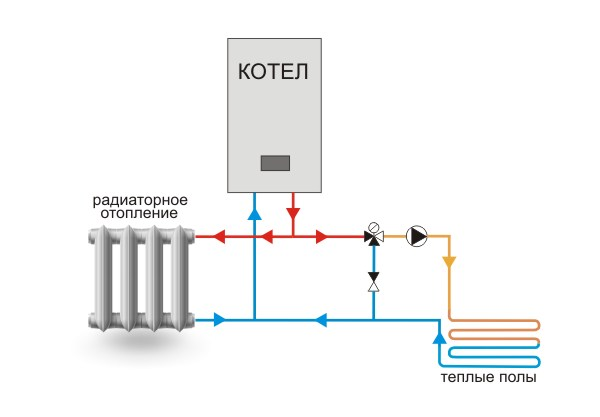 КОТЕЛ
радиаторное
отопление
теплые полы